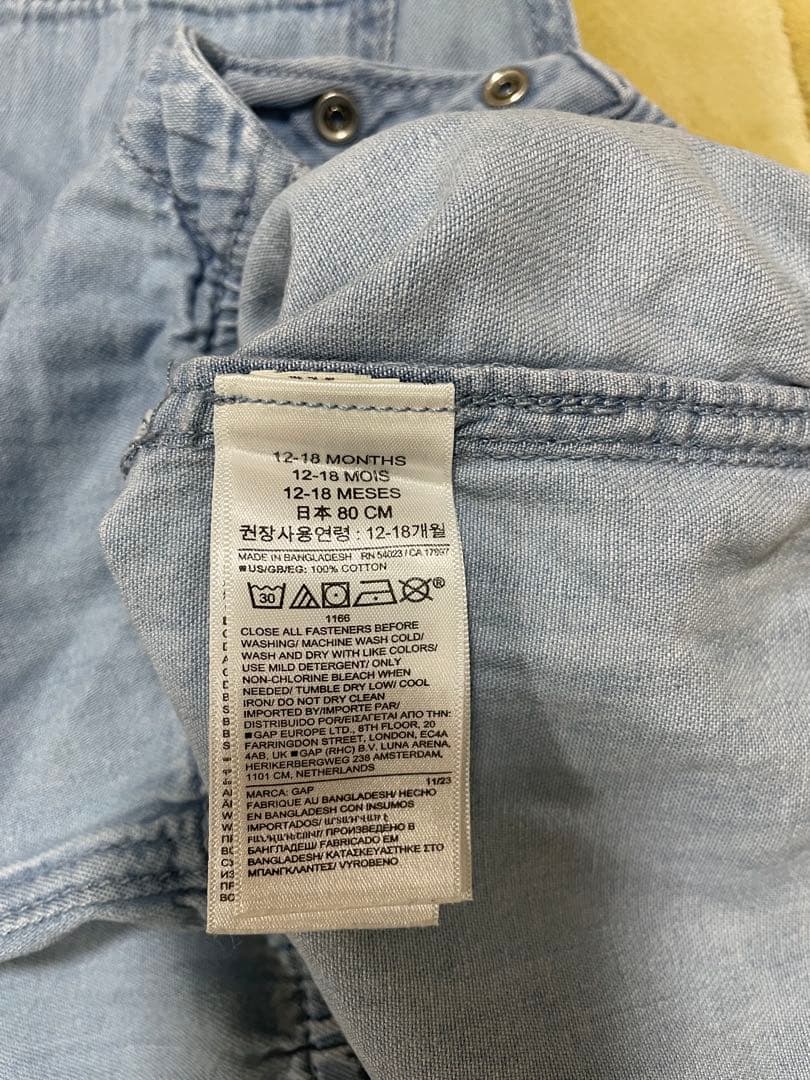 12-18 MONTHS
12-18 MOIS
12-18 MESES
日本 80 CM
권장사용연령 : 12-18개월
MADE IN BANGLADESH RN 54023 / CA 17897
US/GB/EG: 100% COTTON
30 ®
1166
CLOSE ALL FASTENERS BEFORE
WASHING/ MACHINE WASH COLD/
WASH AND DRY WITH LIKE COLORS/
USE MILD DETERGENT/ ONLY
NON-CHLORINE BLEACH WHEN
NEEDED/ TUMBLE DRY LOW/ COOL
IRON/ DO NOT DRY CLEAN
IMPORTED BY/IMPORTE PAR/
DISTRIBUIDO POR/ΕΙΣΑΓΕΤΑΙ ΑΠΟ ΤΗΝ:
GAP EUROPE LTD., 8TH FLOOR, 20
FARRINGDON STREET, LONDON, EC4A
4AB, UK GAP (RHC) B.V. LUNA ARENA,
HERIKERBERGWEG 238 AMSTERDAM,
1101 CM, NETHERLANDS
MARCA: GAP 11/23
FABRIQUE AU BANGLADESH/ HECHO
EN BANGLADESH CON INSUMOS
IMPORTADOS/ ԱՐՏԱԴՐՎԱԾ Է
ԲԱՆԳԼԱԴԵՇՈՒՄ/ ПРОИЗВЕДЕНО В
БАНГЛАДЕШ/ FABRICADO EM
BANGLADESH/ ΚΑΤΑΣΚΕΥΑΣΤΗΚΕ ΣΤΟ
ΜΠΑΝΓΚΛΑΝΤΕΣ/ VYROBENO